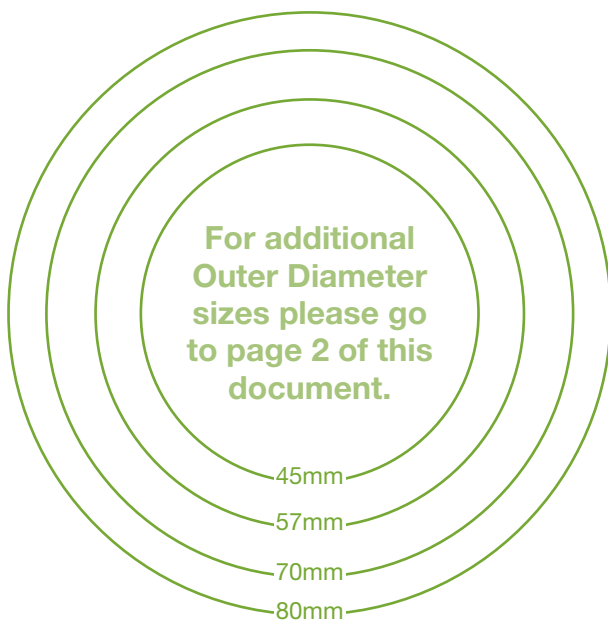 For additional
Outer Diameter
sizes please go
to page 2 of this
document.
45mm
57mm
70mm
80mm